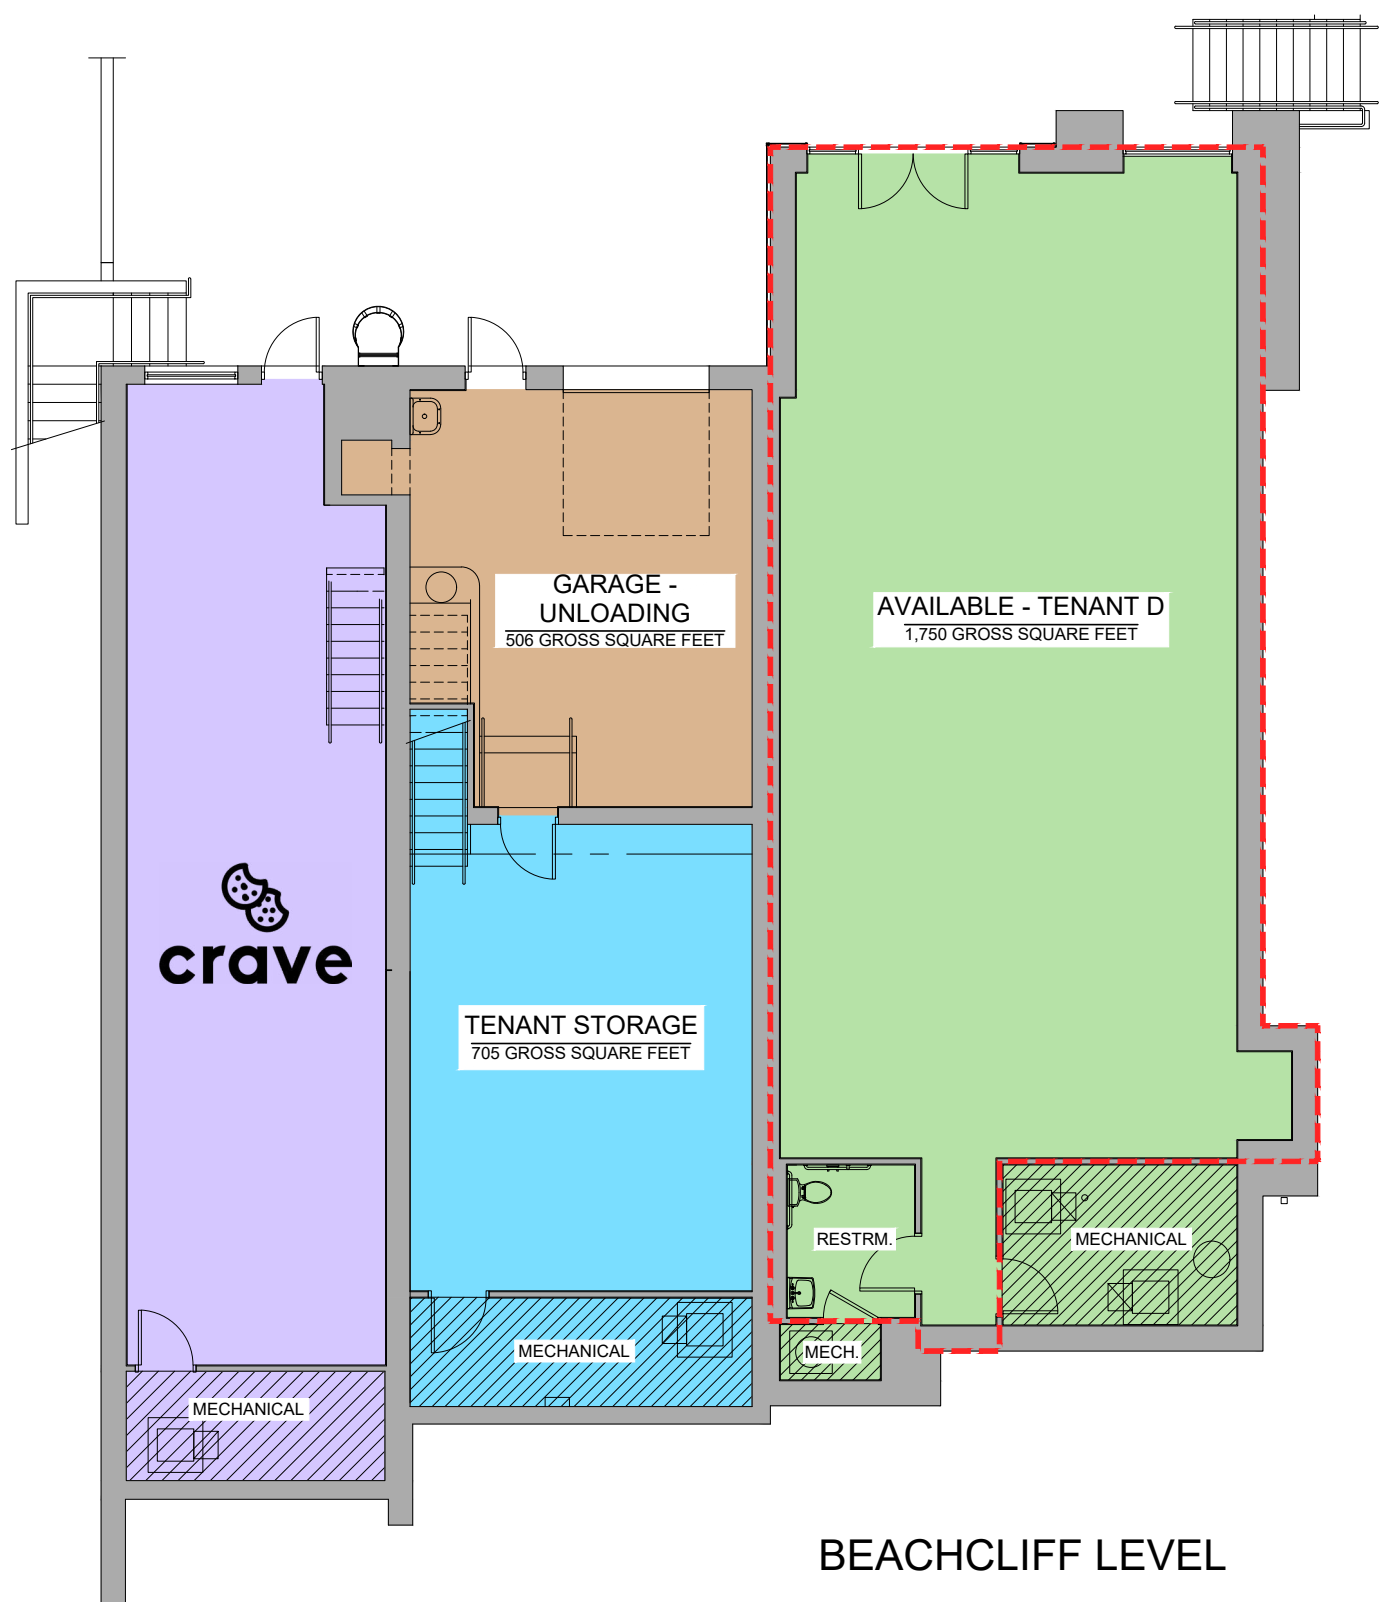 GARAGE -
UNLOADING
506 GROSS SQUARE FEET
AVAILABLE - TENANT D
1,750 GROSS SQUARE FEET
crave
TENANT STORAGE
705 GROSS SQUARE FEET
RESTRM.
MECHANICAL
MECHANICAL
MECH.
MECHANICAL
BEACHCLIFF LEVEL